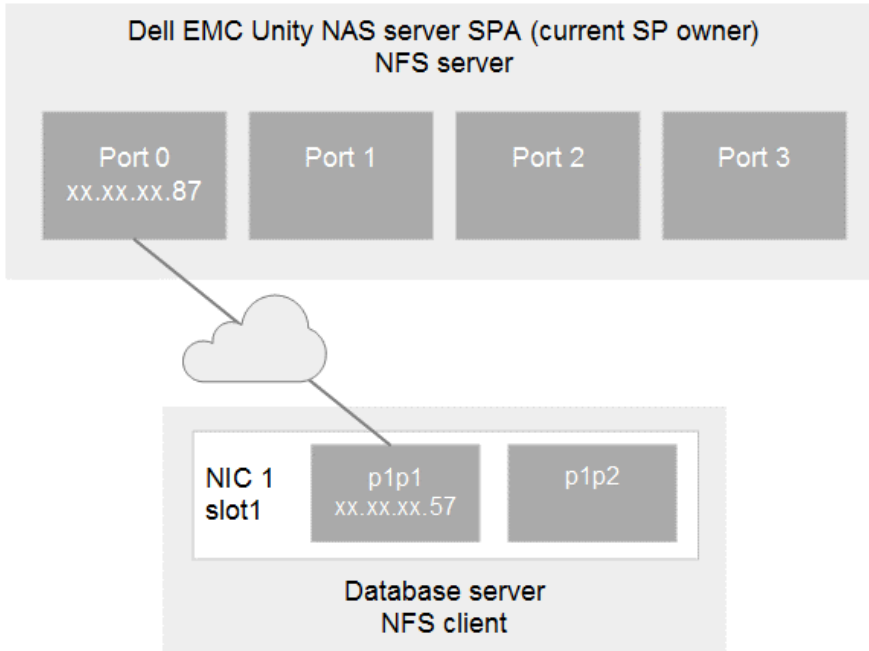 Dell EMC Unity NAS server SPA (current SP owner)
NFS server
Port 0
xx.xx.xx.87
Port 1
Port 2
Port 3
NIC 1
slot1
p1p1
xx.xx.xx.57
p1p2
Database server
NFS client